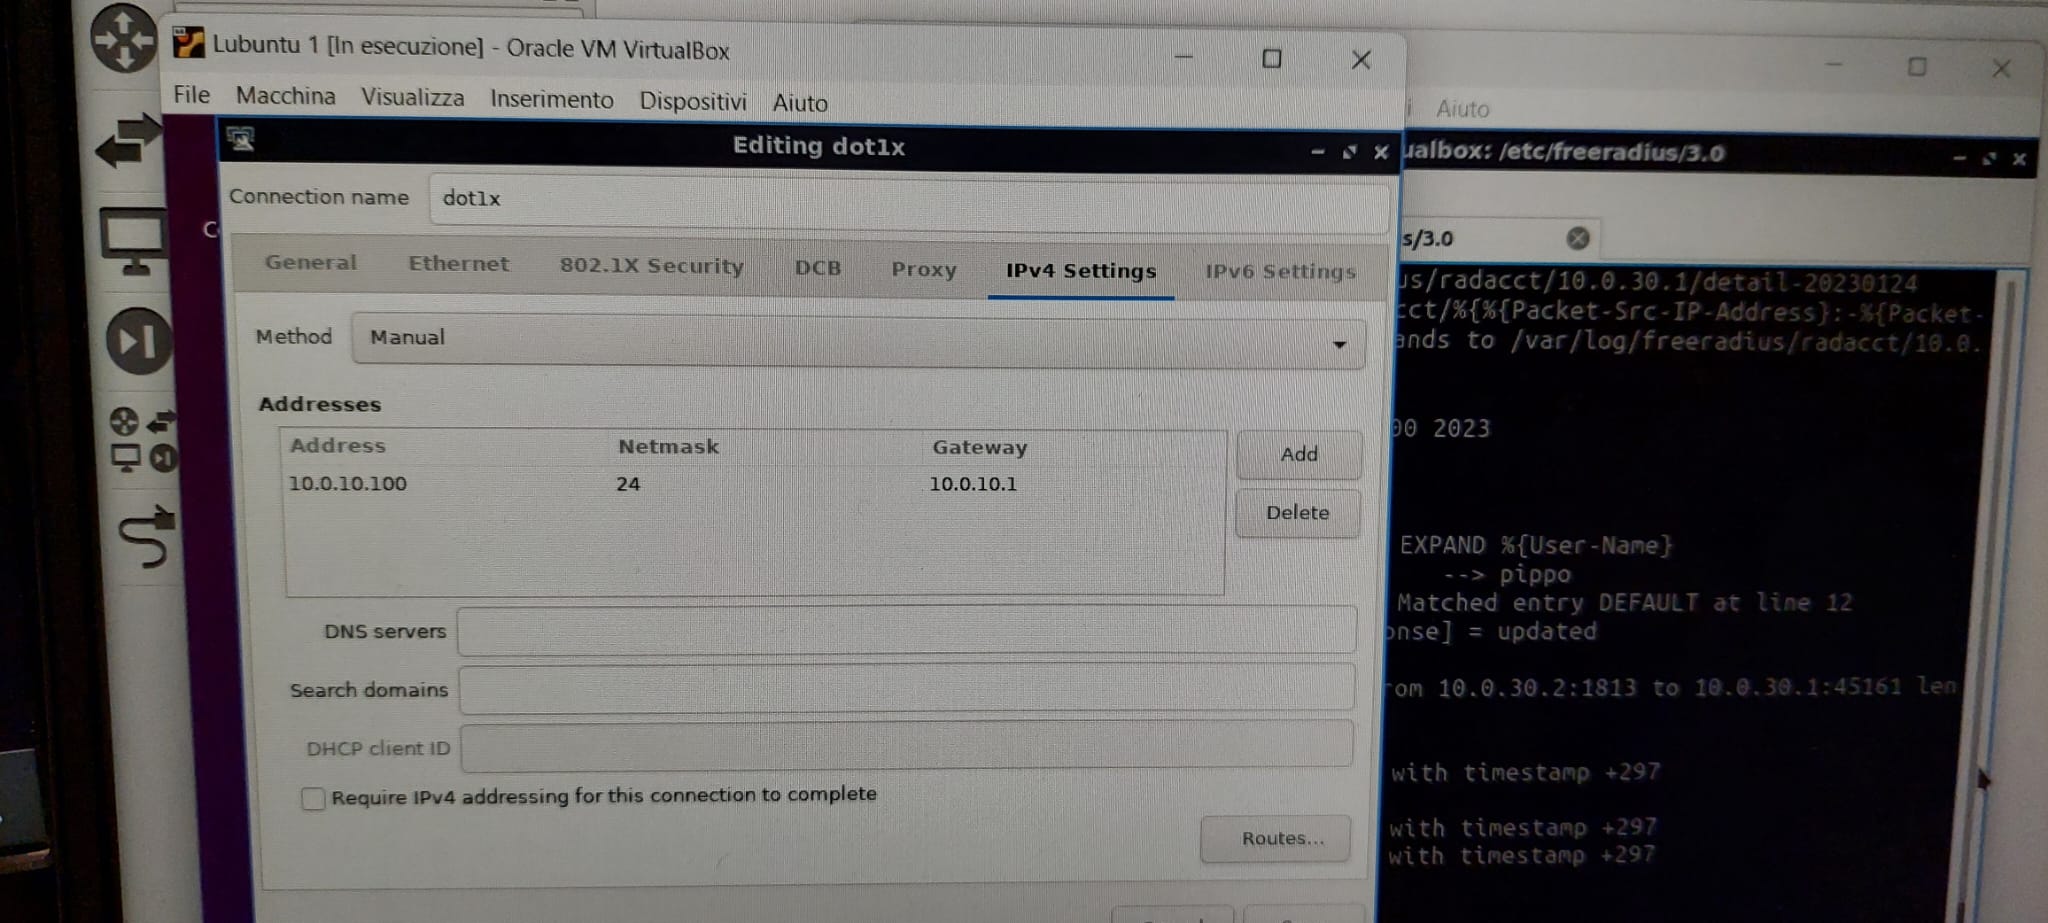 Lubuntu 1 [In esecuzione] - Oracle VM VirtualBox
File Macchina Visualizza Inserimento Dispositivi Aiuto
Editing dot1x
Connection name dot1x
General Ethernet 802.1X Security DCB Proxy IPv4 Settings IPv6 Settings
Method Manual
Addresses
Address Netmask Gateway
10.0.10.100 24 10.0.10.1
Add
Delete
DNS servers
Search domains
DHCP client ID
Require IPv4 addressing for this connection to complete
Routes...
Aiuto
ualbox: /etc/freeradius/3.0
s/3.0
us/radacct/10.0.30.1/detail-20230124
cct/%{%{Packet-Src-IP-Address}:-%{Packet-
ands to /var/log/freeradius/radacct/10.0.
00 2023
EXPAND %{User-Name}
--> pippo
Matched entry DEFAULT at line 12
onse] = updated
rom 10.0.30.2:1813 to 10.0.30.1:45161 len
with timestamp +297
with timestamp +297
with timestamp +297